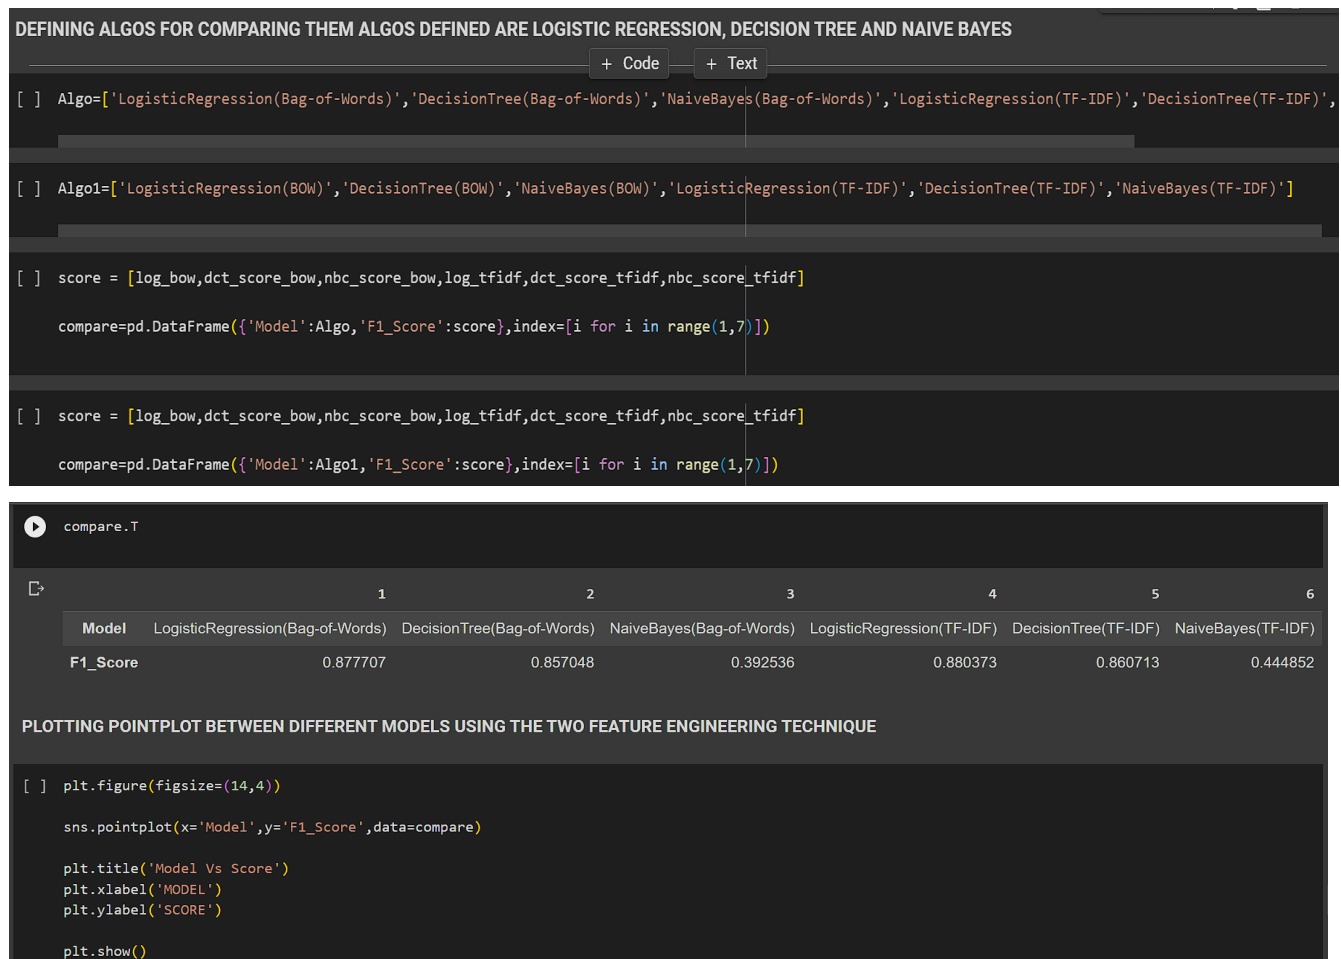 DEFINING ALGOS FOR COMPARING THEM ALGOS DEFINED ARE LOGISTIC REGRESSION, DECISION TREE AND NAIVE BAYES
+ Code + Text
[ ] Algo=['LogisticRegression(Bag-of-Words)','DecisionTree(Bag-of-Words)','NaiveBayes(Bag-of-Words)','LogisticRegression(TF-IDF)','DecisionTree(TF-IDF)',
[ ] Algo1=['LogisticRegression(BOW)','DecisionTree(BOW)','NaiveBayes(BOW)','LogisticRegression(TF-IDF)','DecisionTree(TF-IDF)','NaiveBayes(TF-IDF)']
[ ] score = [log_bow,dct_score_bow,nbc_score_bow,log_tfidf,dct_score_tfidf,nbc_score_tfidf]
compare=pd.DataFrame({'Model':Algo,'F1_Score':score},index=[i for i in range(1,7)])
[ ] score = [log_bow,dct_score_bow,nbc_score_bow,log_tfidf,dct_score_tfidf,nbc_score_tfidf]
compare=pd.DataFrame({'Model':Algo1,'F1_Score':score},index=[i for i in range(1,7)])
compare.T
1 2 3 4 5 6
Model LogisticRegression(Bag-of-Words) DecisionTree(Bag-of-Words) NaiveBayes(Bag-of-Words) LogisticRegression(TF-IDF) DecisionTree(TF-IDF) NaiveBayes(TF-IDF)
F1_Score 0.877707 0.857048 0.392536 0.880373 0.860713 0.444852
PLOTTING POINTPLOT BETWEEN DIFFERENT MODELS USING THE TWO FEATURE ENGINEERING TECHNIQUE
[ ] plt.figure(figsize=(14,4))
sns.pointplot(x='Model',y='F1_Score',data=compare)
plt.title('Model Vs Score')
plt.xlabel('MODEL')
plt.ylabel('SCORE')
plt.show()